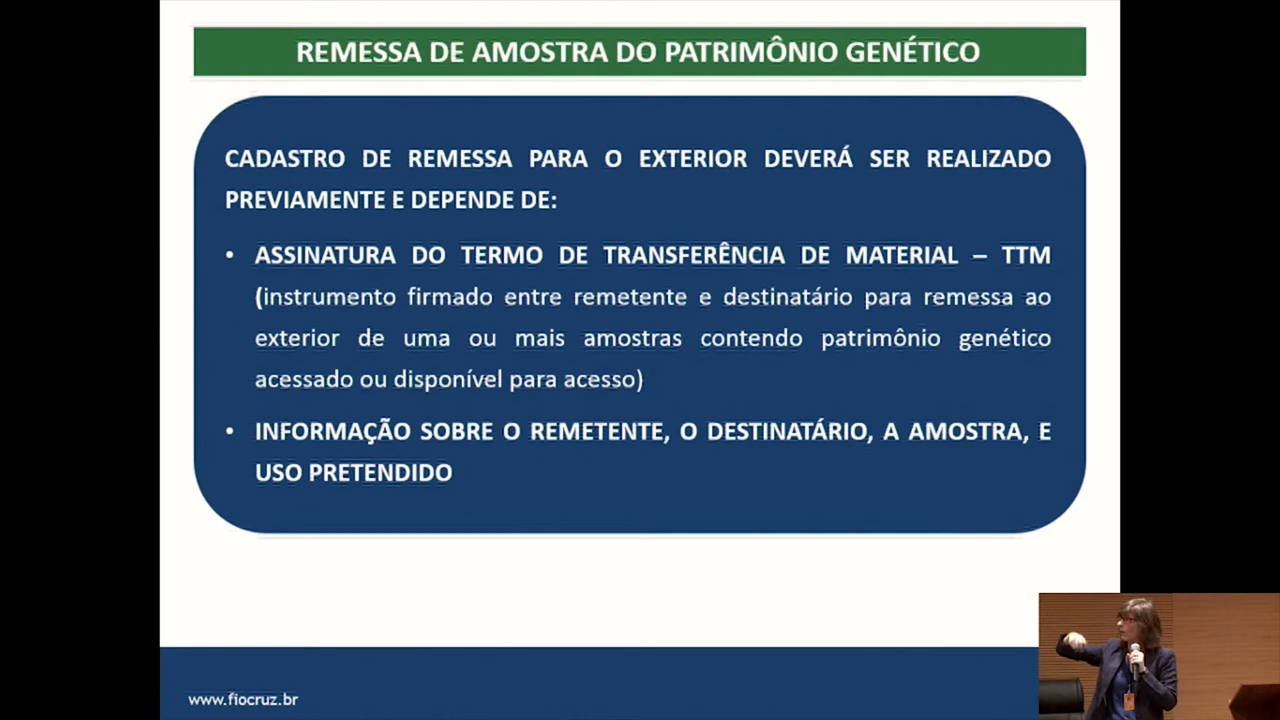 REMESSA DE AMOSTRA DO PATRIMÔNIO GENÉTICO
CADASTRO DE REMESSA PARA O EXTERIOR DEVERÁ SER REALIZADO
PREVIAMENTE E DEPENDE DE:
• ASSINATURA DO TERMO DE TRANSFERÊNCIA DE MATERIAL – TTM
(instrumento firmado entre remetente e destinatário para remessa ao
exterior de uma ou mais amostras contendo patrimônio genético
acessado ou disponível para acesso)
• INFORMAÇÃO SOBRE O REMETENTE, O DESTINATÁRIO, A AMOSTRA, E
USO PRETENDIDO
www.fiocruz.br